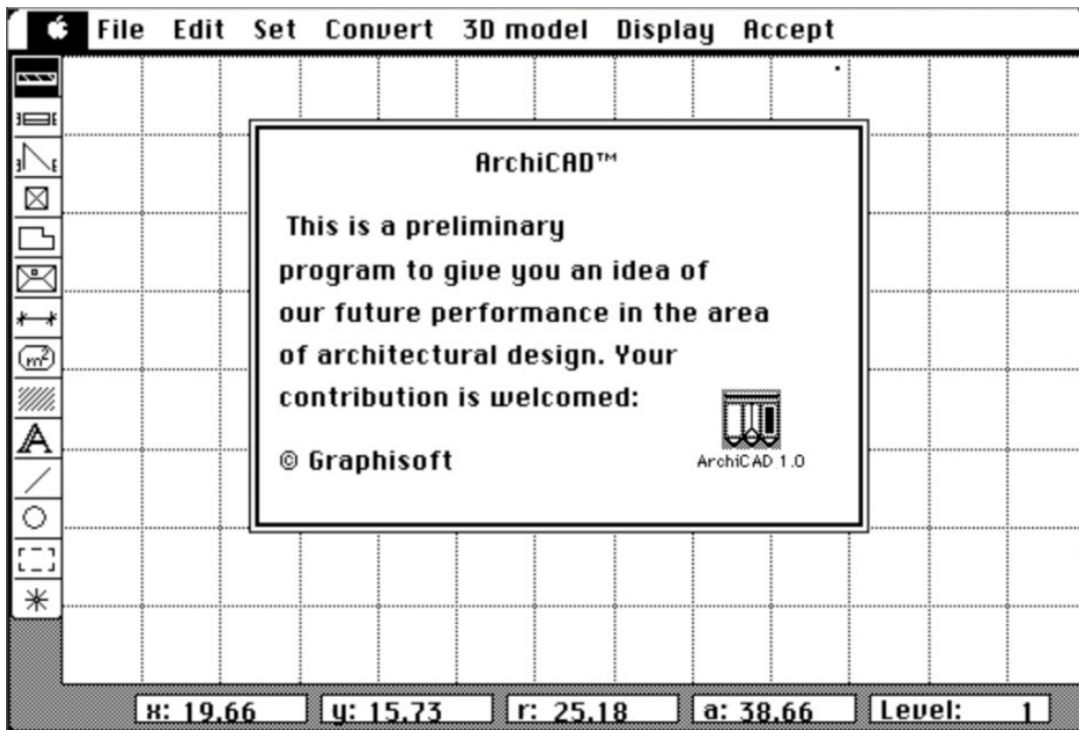 File Edit Set Convert 3D model Display Accept
ArchiCAD™
This is a preliminary
program to give you an idea of
our future performance in the area
of architectural design. Your
contribution is welcomed:
© Graphisoft
ArchiCAD 1.0
m²
A
x: 19.66 y: 15.73 r: 25.18 a: 38.66 Level: 1